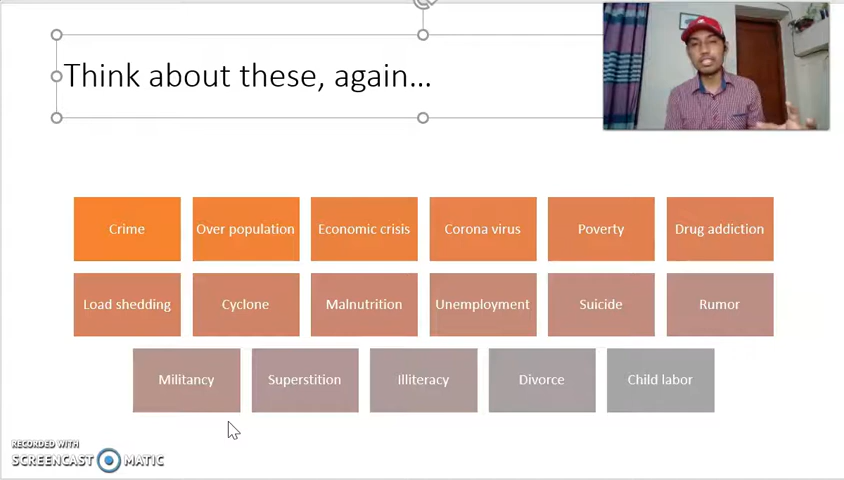 Think about these, again...
Crime
Over population
Economic crisis
Corona virus
Poverty
Drug addiction
Load shedding
Cyclone
Malnutrition
Unemployment
Suicide
Rumor
Militancy
Superstition
Illiteracy
Divorce
Child labor
RECORDED WITH
SCREENCAST MATIC